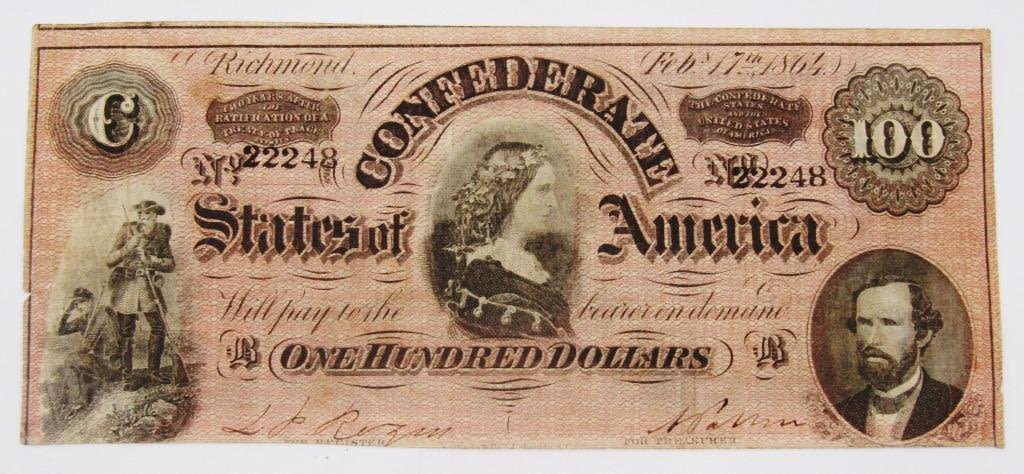 Richmond, Feby. 17th 1864.
CONFEDERATE
C
100
TWO YEARS AFTER
THE
RATIFICATION OF A
TREATY OF PEACE
THE CONFEDERATE
STATES
AND THE
UNITED STATES
OF AMERICA
No. 22248
No. 22248
States of America
Will pay to the bearer on demand
B ONE HUNDRED DOLLARS B
FOR REGISTER
FOR TREASURER